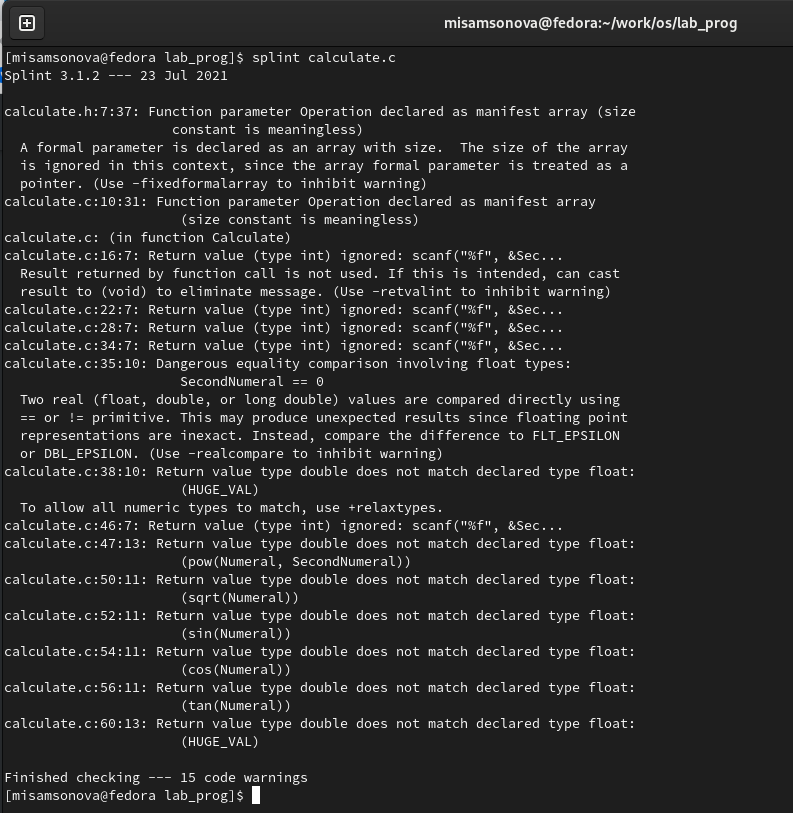 misamsonova@fedora:~/work/os/lab_prog
[misamsonova@fedora lab_prog]$ splint calculate.c
Splint 3.1.2 --- 23 Jul 2021
calculate.h:7:37: Function parameter Operation declared as manifest array (size
constant is meaningless)
A formal parameter is declared as an array with size.  The size of the array
is ignored in this context, since the array formal parameter is treated as a
pointer. (Use -fixedformalarray to inhibit warning)
calculate.c:10:31: Function parameter Operation declared as manifest array
(size constant is meaningless)
calculate.c: (in function Calculate)
calculate.c:16:7: Return value (type int) ignored: scanf("%f", &Sec...
Result returned by function call is not used. If this is intended, can cast
result to (void) to eliminate message. (Use -retvalint to inhibit warning)
calculate.c:22:7: Return value (type int) ignored: scanf("%f", &Sec...
calculate.c:28:7: Return value (type int) ignored: scanf("%f", &Sec...
calculate.c:34:7: Return value (type int) ignored: scanf("%f", &Sec...
calculate.c:35:10: Dangerous equality comparison involving float types:
SecondNumeral == 0
Two real (float, double, or long double) values are compared directly using
== or != primitive. This may produce unexpected results since floating point
representations are inexact. Instead, compare the difference to FLT_EPSILON
or DBL_EPSILON. (Use -realcompare to inhibit warning)
calculate.c:38:10: Return value type double does not match declared type float:
(HUGE_VAL)
To allow all numeric types to match, use +relaxtypes.
calculate.c:46:7: Return value (type int) ignored: scanf("%f", &Sec...
calculate.c:47:13: Return value type double does not match declared type float:
(pow(Numeral, SecondNumeral))
calculate.c:50:11: Return value type double does not match declared type float:
(sqrt(Numeral))
calculate.c:52:11: Return value type double does not match declared type float:
(sin(Numeral))
calculate.c:54:11: Return value type double does not match declared type float:
(cos(Numeral))
calculate.c:56:11: Return value type double does not match declared type float:
(tan(Numeral))
calculate.c:60:13: Return value type double does not match declared type float:
(HUGE_VAL)
Finished checking --- 15 code warnings
[misamsonova@fedora lab_prog]$